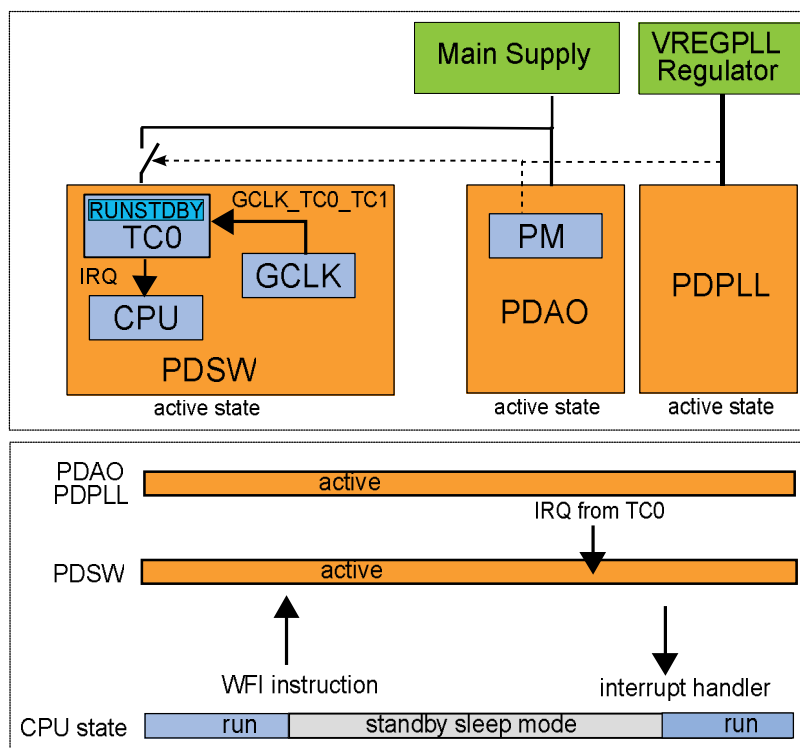 Main Supply
VREGPLL
Regulator
RUNSTDBY
TC0
GCLK_TC0_TC1
IRQ
GCLK
CPU
PDSW
active state
PM
PDAO
active state
PDPLL
active state
PDAO
PDPLL
active
IRQ from TC0
PDSW
active
WFI instruction
interrupt handler
CPU state
run
standby sleep mode
run